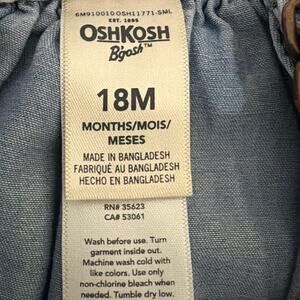 6M910010OSH11771-SML
EST. 1895
OSHKOSH
B'gosh™
18M
MONTHS/MOIS/
MESES
MADE IN BANGLADESH
FABRIQUÉ AU BANGLADESH
HECHO EN BANGLADESH
RN# 35623
CA# 53061
Wash before use. Turn
garment inside out.
Machine wash cold with
like colors. Use only
non-chlorine bleach when
needed. Tumble dry low.